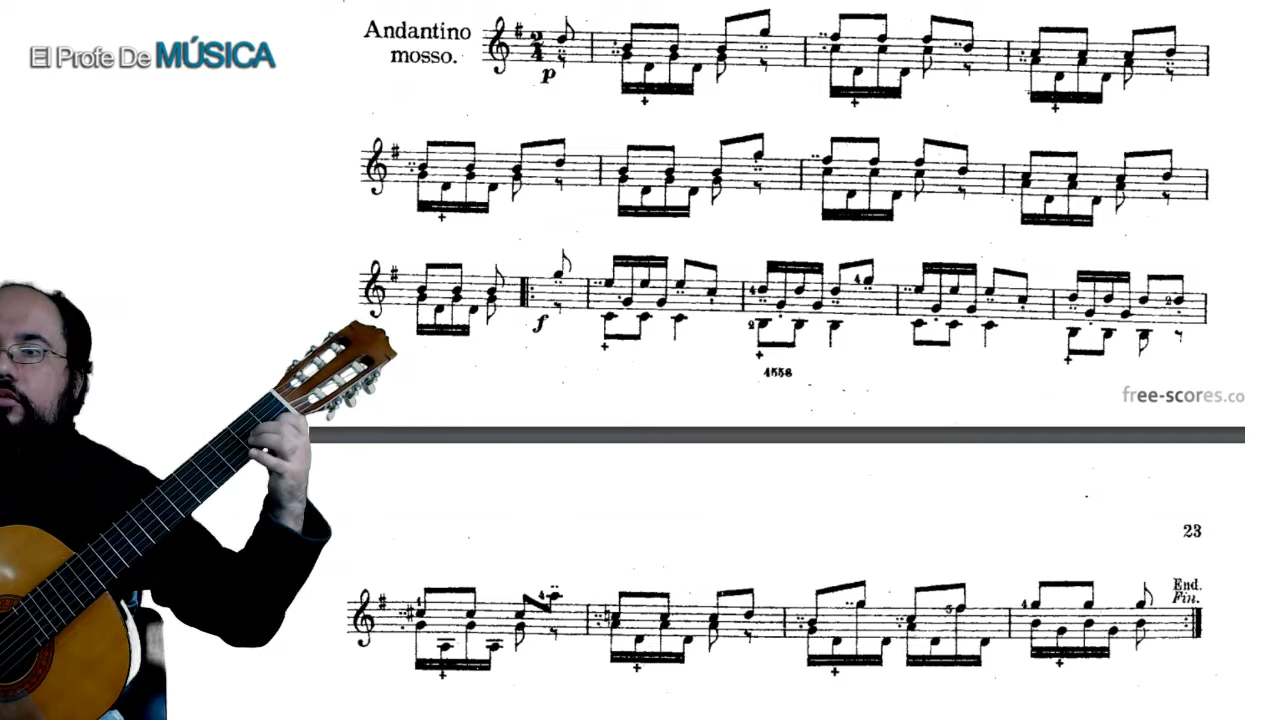 El Profe De MÚSICA
Andantino
mosso.
p
f
4558
free-scores.co
23
End.
Fin.